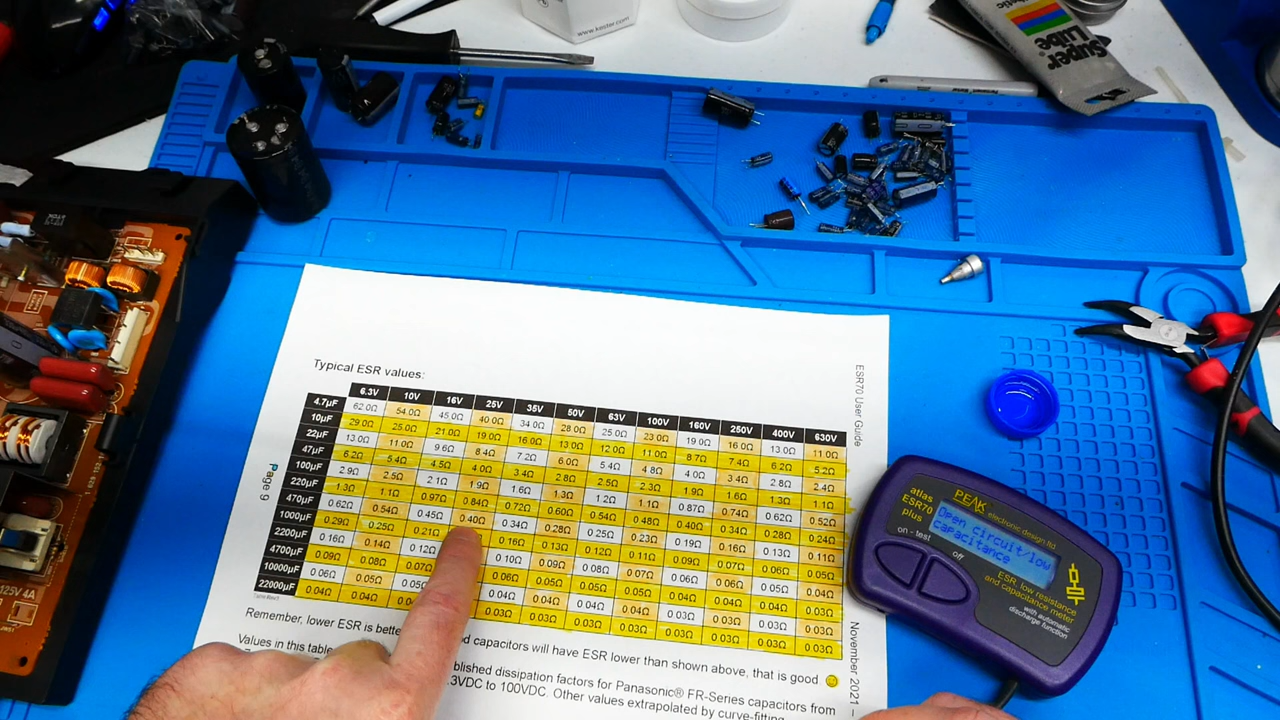 www.keystar.com
Super
Lube
Typical ESR values:
6.3V 10V 16V 25V 35V 50V 63V 100V 160V 250V 400V 630V
4.7µF 62.0Ω 54.0Ω 45.0Ω 40.0Ω 34.0Ω 28.0Ω 25.0Ω 23.0Ω 19.0Ω 16.0Ω 13.0Ω 11.0Ω
10µF 29.0Ω 25.0Ω 21.0Ω 19.0Ω 16.0Ω 13.0Ω 12.0Ω 11.0Ω 8.7Ω 7.4Ω 6.2Ω 5.2Ω
22µF 13.0Ω 11.0Ω 9.6Ω 8.4Ω 7.2Ω 6.0Ω 5.4Ω 4.8Ω 4.0Ω 3.4Ω 2.8Ω 2.4Ω
47µF 6.2Ω 5.4Ω 4.5Ω 4.0Ω 3.4Ω 2.8Ω 2.5Ω 2.3Ω 1.9Ω 1.6Ω 1.3Ω 1.1Ω
100µF 2.9Ω 2.5Ω 2.1Ω 1.9Ω 1.6Ω 1.3Ω 1.2Ω 1.1Ω 0.87Ω 0.74Ω 0.62Ω 0.52Ω
220µF 1.3Ω 1.1Ω 0.97Ω 0.84Ω 0.72Ω 0.60Ω 0.54Ω 0.48Ω 0.40Ω 0.34Ω 0.28Ω 0.24Ω
470µF 0.62Ω 0.54Ω 0.45Ω 0.40Ω 0.34Ω 0.28Ω 0.25Ω 0.23Ω 0.19Ω 0.16Ω 0.13Ω 0.11Ω
1000µF 0.29Ω 0.25Ω 0.21Ω 0.16Ω 0.13Ω 0.12Ω 0.11Ω 0.09Ω 0.07Ω 0.06Ω 0.05Ω
2200µF 0.16Ω 0.14Ω 0.12Ω 0.10Ω 0.09Ω 0.08Ω 0.07Ω 0.06Ω 0.06Ω 0.05Ω 0.04Ω
4700µF 0.09Ω 0.08Ω 0.07Ω 0.06Ω 0.05Ω 0.05Ω 0.05Ω 0.04Ω 0.04Ω 0.04Ω 0.04Ω
10000µF 0.06Ω 0.05Ω 0.05Ω 0.04Ω 0.04Ω 0.04Ω 0.04Ω 0.03Ω 0.03Ω 0.03Ω 0.03Ω
22000µF 0.04Ω 0.04Ω 0.03Ω 0.03Ω 0.03Ω 0.03Ω 0.03Ω 0.03Ω 0.03Ω
Remember, lower ESR is d capacitors will have ESR lower than shown above, that is good
Values in this table blished dissipation factors for Panasonic® FR-Series capacitors from
.3VDC to 100VDC. Other values extrapolated by curve-fitting
Page 9
ESR70 User Guide
November 2021 –
atlas
ESR70
plus
PEAK electronic design ltd
Open circuit/low
capacitance
on - test
off
ESR, low resistance
and capacitance meter
with automatic
discharge function
125V 4A